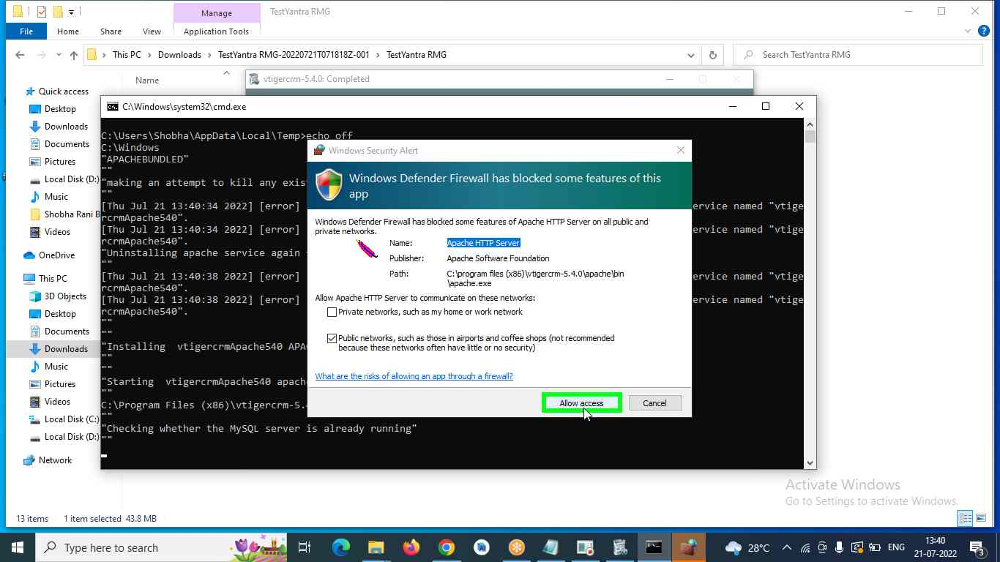 Manage
TestYantra RMG
File
Home
Share
View
Application Tools
This PC
Downloads
TestYantra RMG-20220721T071818Z-001
TestYantra RMG
Search TestYantra RMG
Name
vtigercrm-5.4.0: Completed
Quick access
Desktop
Downloads
Documents
Pictures
Local Disk (D:)
Music
Shobha Rani B
Videos
OneDrive
This PC
3D Objects
Desktop
Documents
Downloads
Music
Pictures
Videos
Local Disk (C:)
Local Disk (D:)
Network
C:\Windows\system32\cmd.exe
C:\Users\Shobha\AppData\Local\Temp>echo off
C:\Windows
"APACHEBUNDLED"
""
"making an attempt to kill any exis
""
[Thu Jul 21 13:40:34 2022] [error] ervice named "vtige
rcrmApache540".
[Thu Jul 21 13:40:34 2022] [error] ervice named "vtige
rcrmApache540".
"Uninstalling apache service again
""
[Thu Jul 21 13:40:38 2022] [error] ervice named "vtige
rcrmApache540".
[Thu Jul 21 13:40:38 2022] [error] ervice named "vtige
rcrmApache540".
""
""
"Installing  vtigercrmApache540 APA
""
""
"Starting  vtigercrmApache540 apach
""
C:\Program Files (x86)\vtigercrm-5.4
""
"Checking whether the MySQL server is already running"
""
Windows Security Alert
Windows Defender Firewall has blocked some features of this
app
Windows Defender Firewall has blocked some features of Apache HTTP Server on all public and
private networks.
Name: Apache HTTP Server
Publisher: Apache Software Foundation
Path: C:\program files (x86)\vtigercrm-5.4.0\apache\bin
\apache.exe
Allow Apache HTTP Server to communicate on these networks:
Private networks, such as my home or work network
Public networks, such as those in airports and coffee shops (not recommended
because these networks often have little or no security)
What are the risks of allowing an app through a firewall?
Allow access
Cancel
Activate Windows
Go to Settings to activate Windows.
13 items
1 item selected 43.8 MB
Type here to search
28°C
ENG
13:40
21-07-2022
3